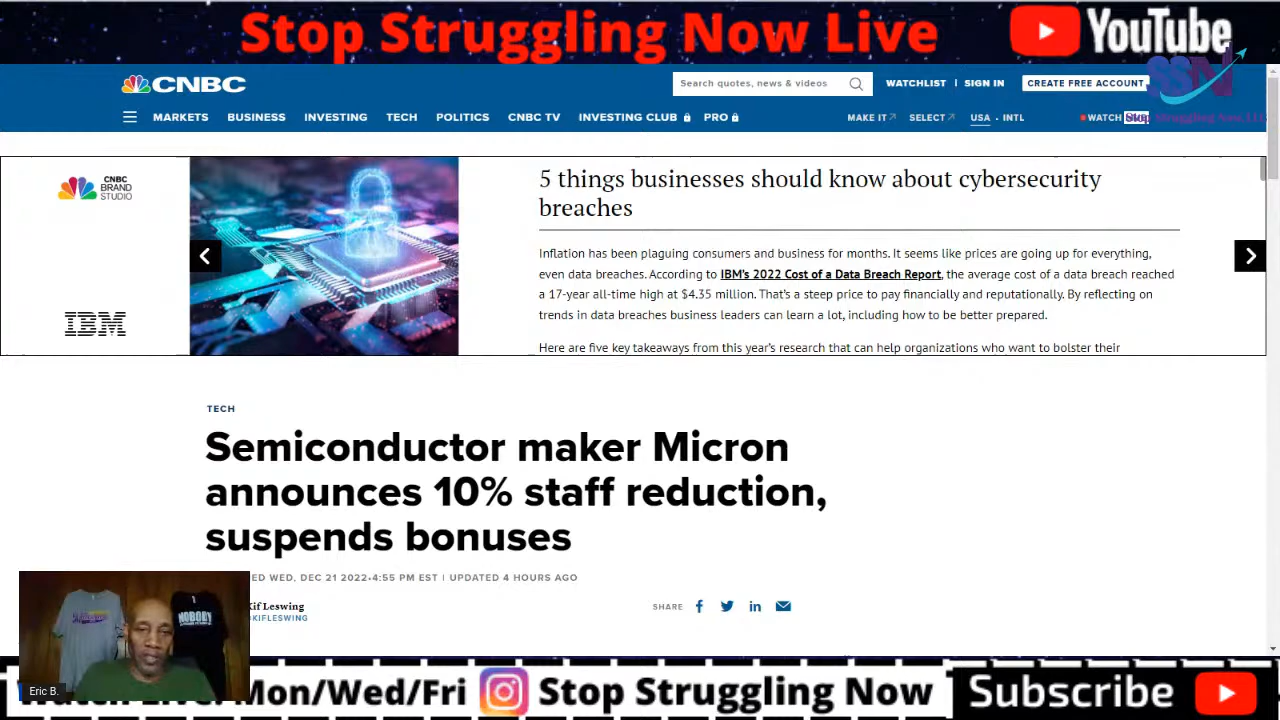 Stop Struggling Now Live
YouTube
CNBC
Search quotes, news & videos
WATCHLIST | SIGN IN
CREATE FREE ACCOUNT
SSN
MARKETS BUSINESS INVESTING TECH POLITICS CNBC TV INVESTING CLUB PRO
MAKE IT SELECT USA • INTL
WATCH
Stop Struggling Now
CNBC
BRAND
STUDIO
IBM
5 things businesses should know about cybersecurity
breaches
Inflation has been plaguing consumers and business for months. It seems like prices are going up for everything,
even data breaches. According to IBM's 2022 Cost of a Data Breach Report, the average cost of a data breach reached
a 17-year all-time high at $4.35 million. That's a steep price to pay financially and reputationally. By reflecting on
trends in data breaches business leaders can learn a lot, including how to be better prepared.
Here are five key takeaways from this year's research that can help organizations who want to bolster their
TECH
Semiconductor maker Micron
announces 10% staff reduction,
suspends bonuses
ED WED, DEC 21 2022•4:55 PM EST | UPDATED 4 HOURS AGO
Kif Leswing
KIFLESWING
SHARE
NOBODY
Eric B.
Watch Live: Mon/Wed/Fri
Stop Struggling Now
Subscribe